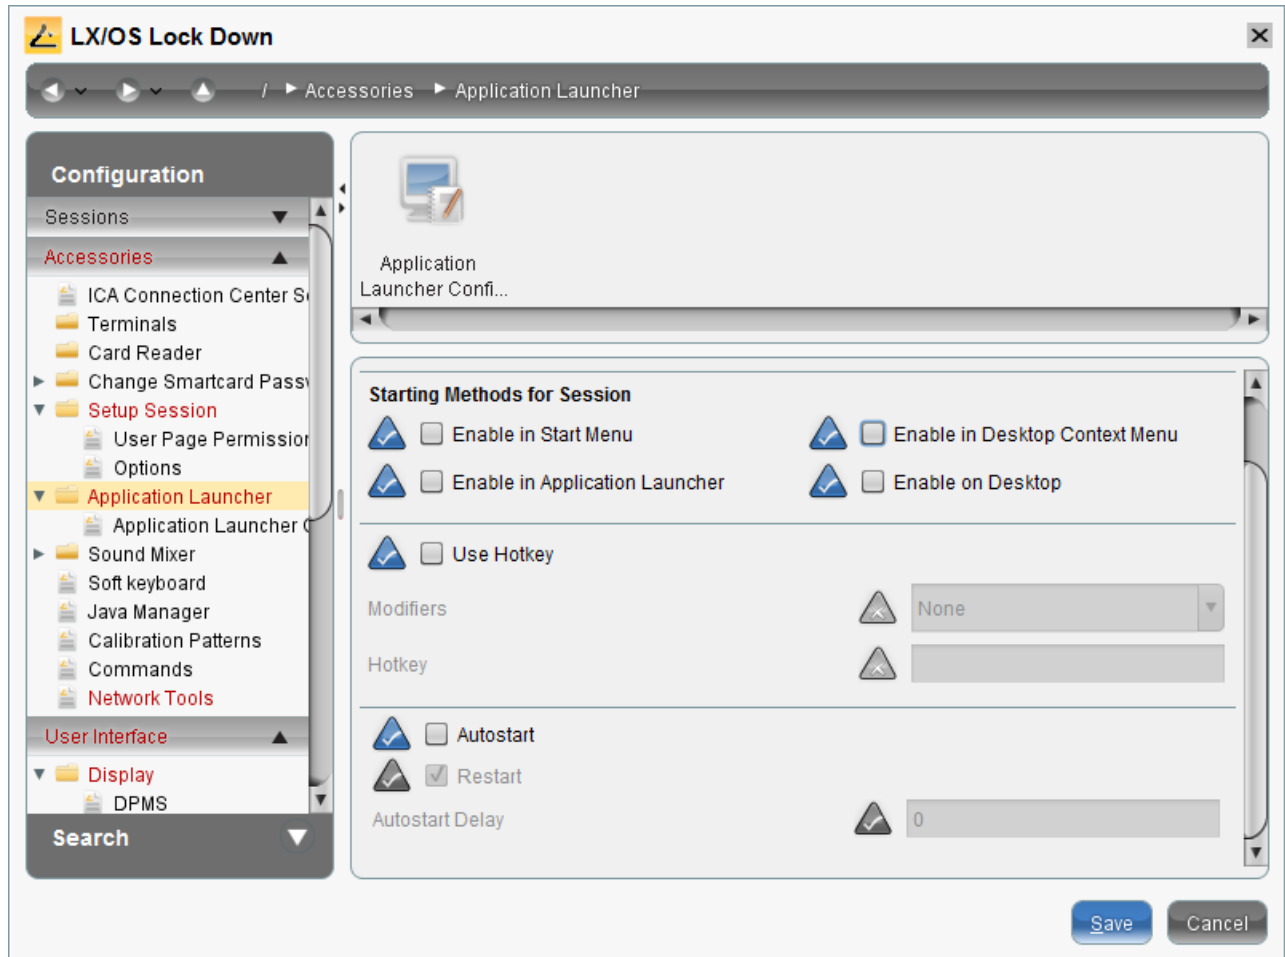 LX/OS Lock Down
/ Accessories Application Launcher
Configuration
Sessions
Accessories
ICA Connection Center
Terminals
Card Reader
Change Smartcard
Setup Session
User Page
Options
Application Launcher
Application Launcher
Sound Mixer
Soft keyboard
Java Manager
Calibration Patterns
Commands
Network Tools
User Interface
Display
DPMS
Search
Application
Launcher Confi...
Starting Methods for Session
Enable in Start Menu
Enable in Desktop Context Menu
Enable in Application Launcher
Enable on Desktop
Use Hotkey
Modifiers
None
Hotkey
Autostart
Restart
Autostart Delay
0
Save
Cancel